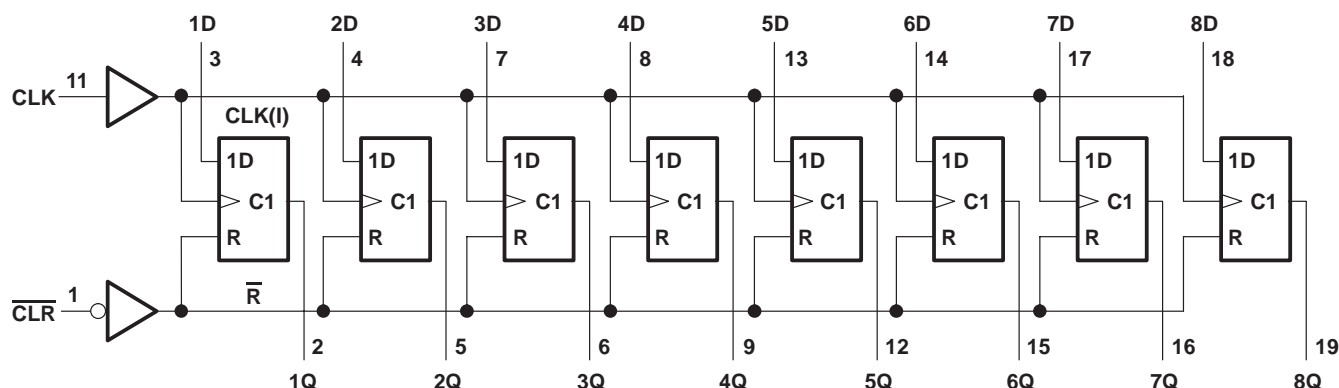 1D 2D 3D 4D 5D 6D 7D 8D
3 4 7 8 13 14 17 18
CLK 11
CLK(I)
1D 1D 1D 1D 1D 1D 1D 1D
C1 C1 C1 C1 C1 C1 C1 C1
R R R R R R R R
C̅L̅R̅ 1 R̅
2 5 6 9 12 15 16 19
1Q 2Q 3Q 4Q 5Q 6Q 7Q 8Q